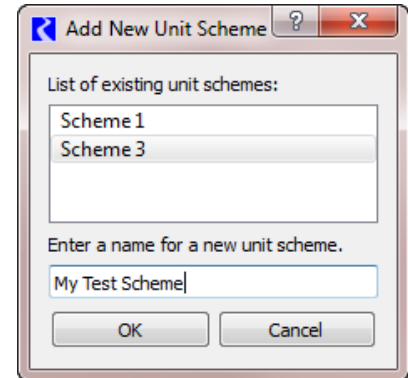 Add New Unit Scheme
List of existing unit schemes:
Scheme 1
Scheme 3
Enter a name for a new unit scheme.
My Test Scheme
OK
Cancel